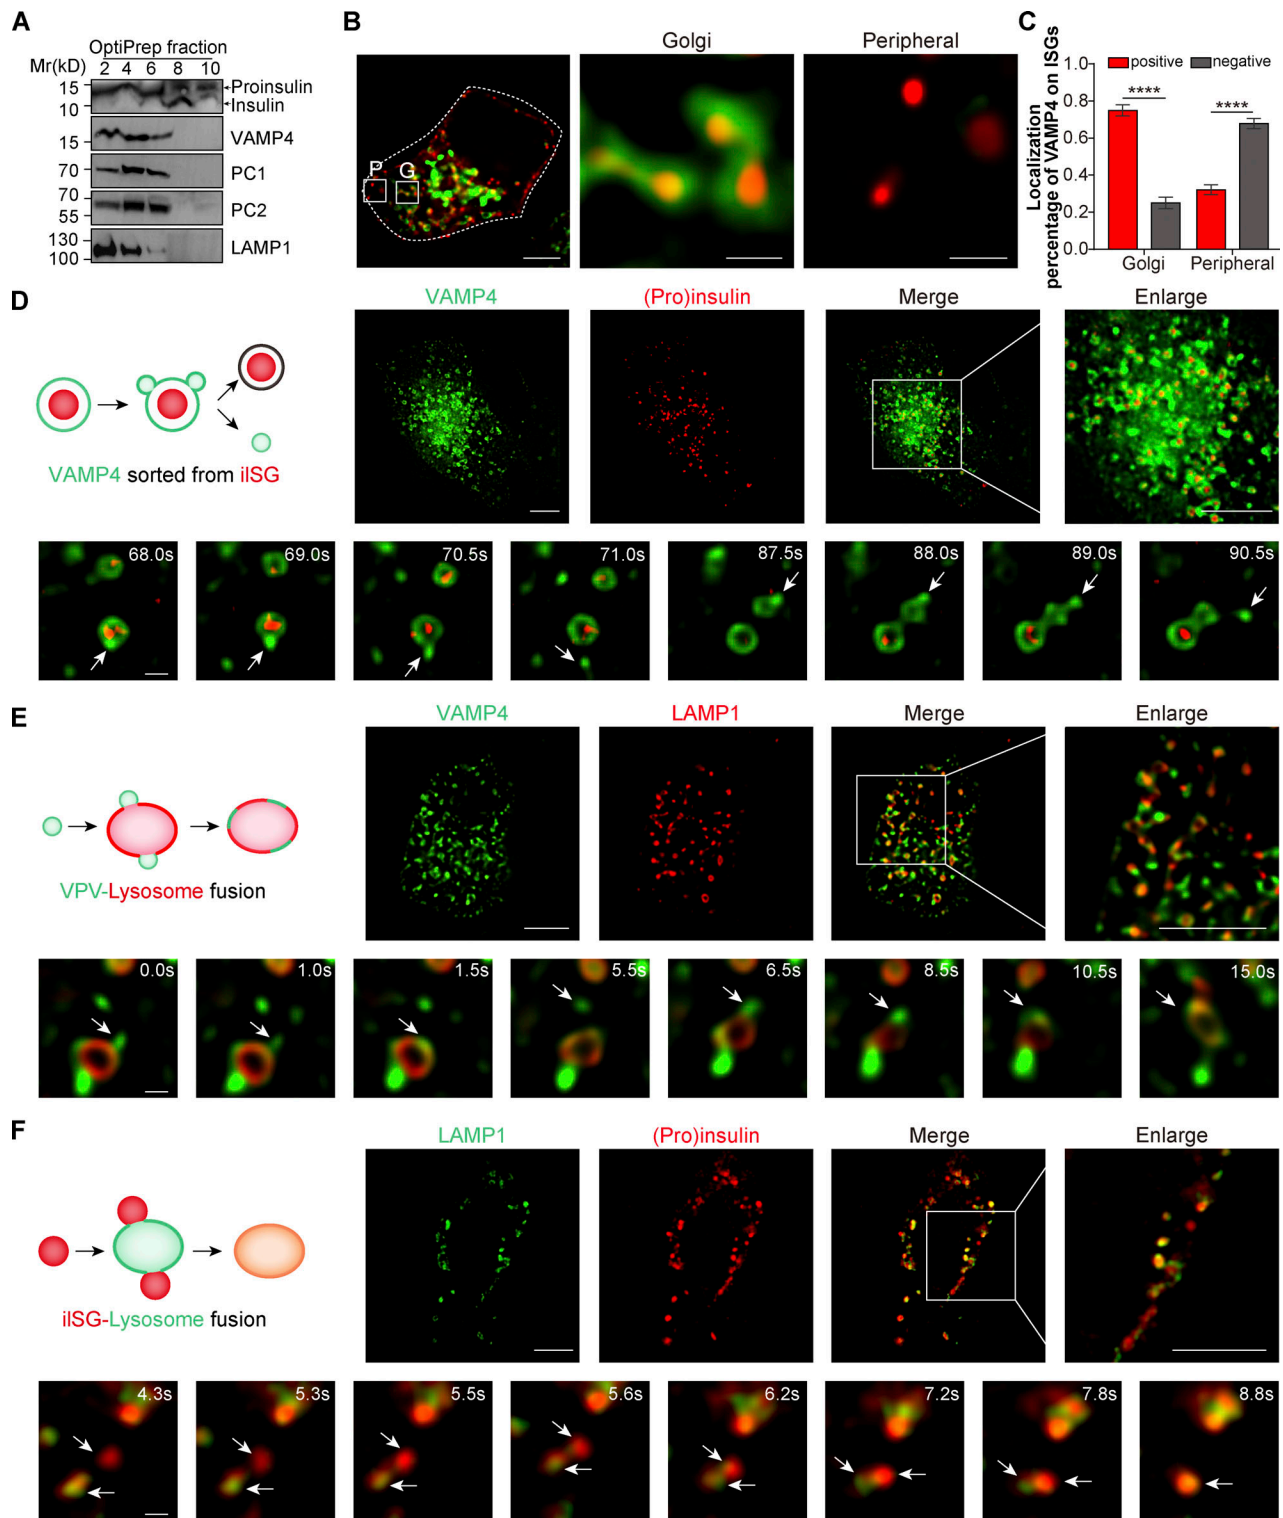 A
OptiPrep fraction
Mr(kD) 2 4 6 8 10
15
10
Proinsulin
Insulin
15
VAMP4
70
PC1
70
55
PC2
130
100
LAMP1
B
Golgi
Peripheral
P
G
C
positive
negative
Localization
percentage of VAMP4 on ISGs
1.0
0.8
0.6
0.4
0.2
0.0
****
****
Golgi
Peripheral
D
VAMP4
(Pro)insulin
Merge
Enlarge
VAMP4 sorted from iISG
68.0s
69.0s
70.5s
71.0s
87.5s
88.0s
89.0s
90.5s
E
VAMP4
LAMP1
Merge
Enlarge
VPV-Lysosome fusion
0.0s
1.0s
1.5s
5.5s
6.5s
8.5s
10.5s
15.0s
F
LAMP1
(Pro)insulin
Merge
Enlarge
iISG-Lysosome fusion
4.3s
5.3s
5.5s
5.6s
6.2s
7.2s
7.8s
8.8s